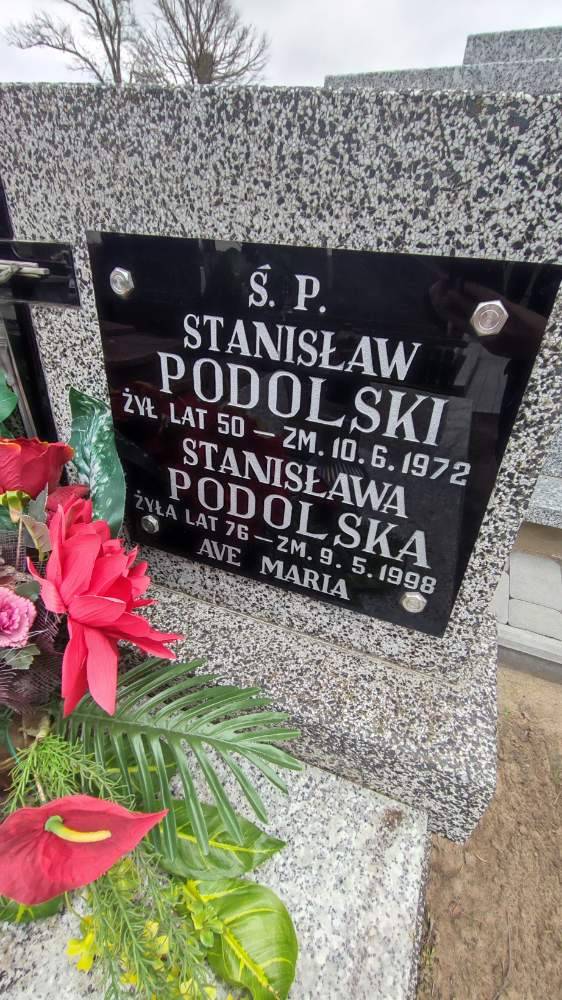 Ś. P.
STANISŁAW
PODOLSKI
ŻYŁ LAT 50 – ZM. 10.6.1972
STANISŁAWA
PODOLSKA
ŻYŁA LAT 76 – ZM. 9.5.1998
AVE MARIA